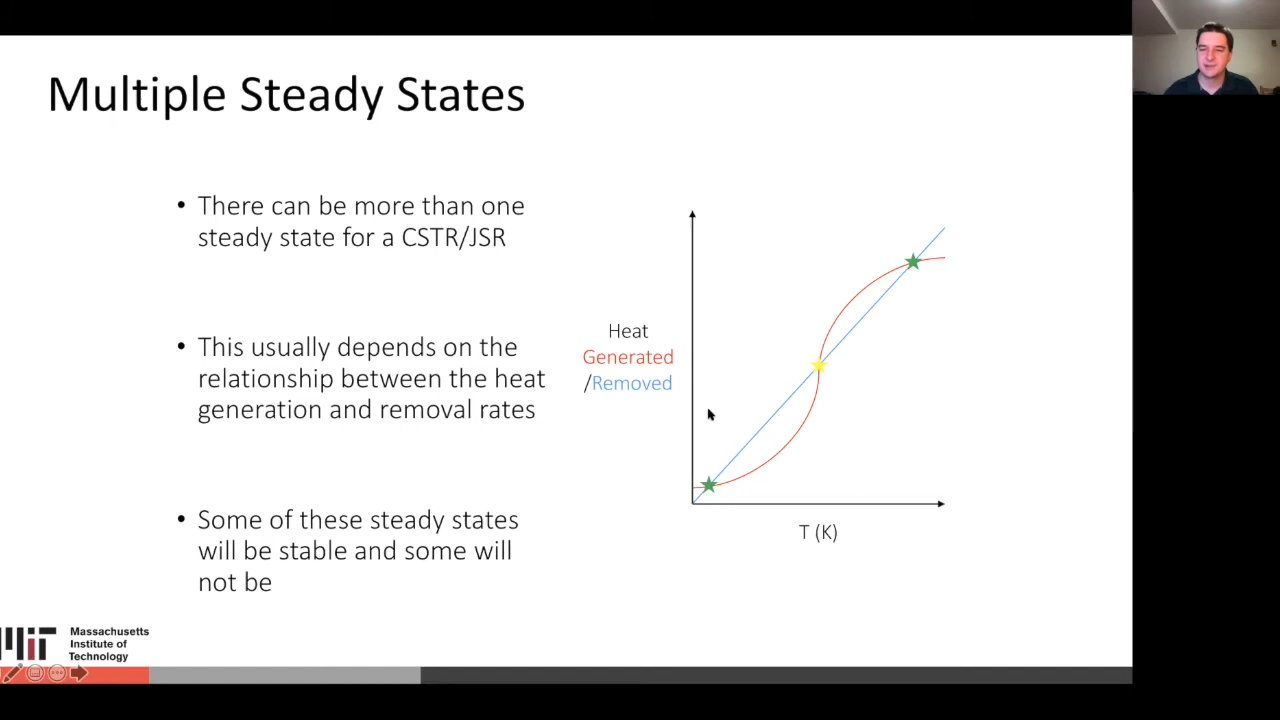 Multiple Steady States
• There can be more than one
steady state for a CSTR/JSR
• This usually depends on the
relationship between the heat
generation and removal rates
• Some of these steady states
will be stable and some will
not be
Heat
Generated
/Removed
T (K)
MIT
Massachusetts
Institute of
Technology